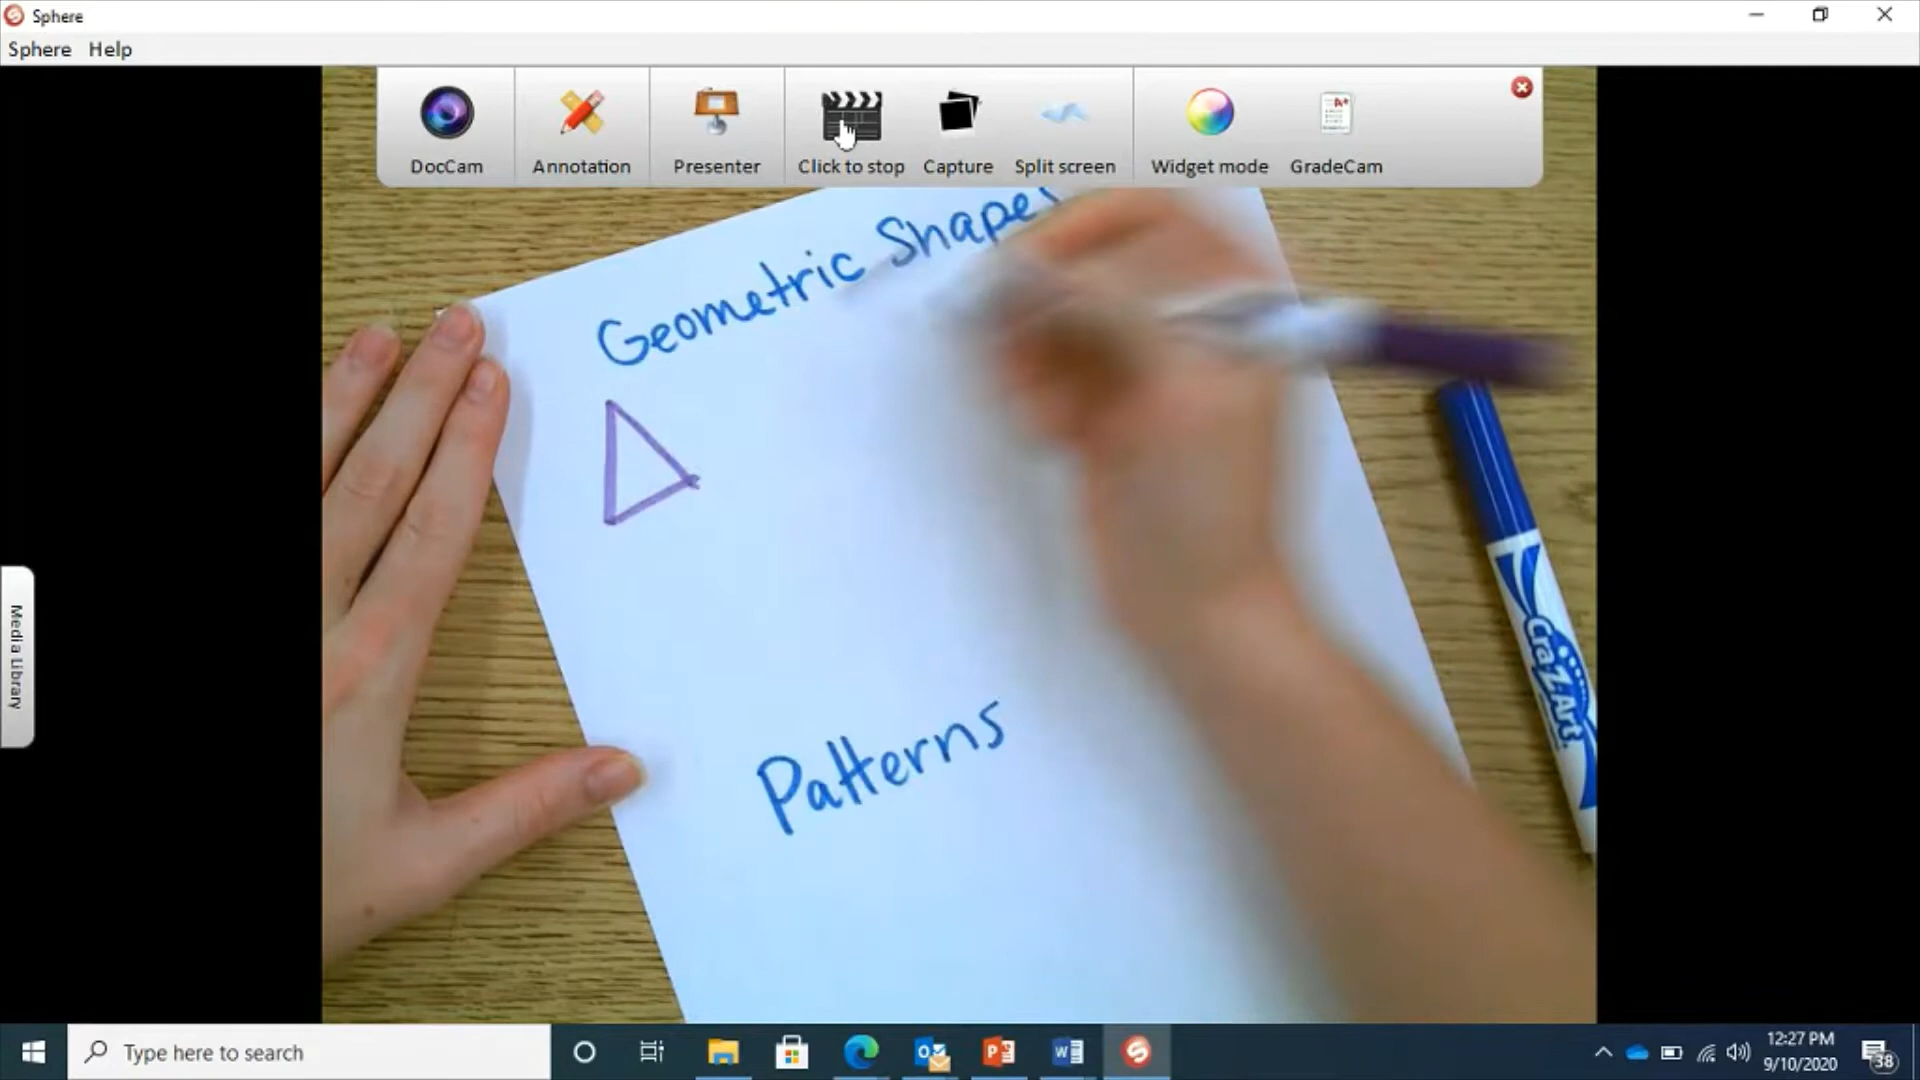 Sphere
Sphere Help
DocCam Annotation Presenter Click to stop Capture Split screen Widget mode GradeCam
A+
Geometric Shapes
Patterns
Cra-Z-Art
Media Library
Type here to search
12:27 PM
9/10/2020
38